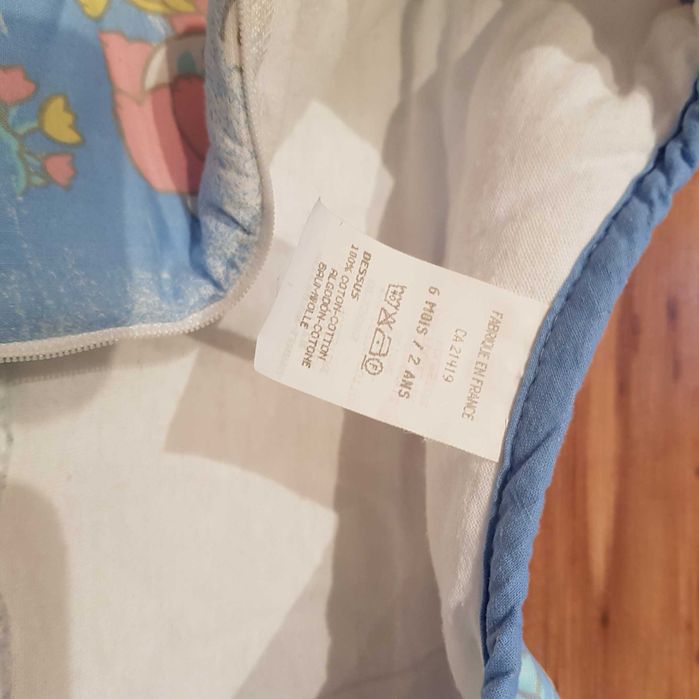 FABRIQUE EN FRANCE
CA 21419
6 MOIS / 2 ANS
DESSUS
100% COTON-COTTON
ALGODON-COTONE
BAUMWOLLE